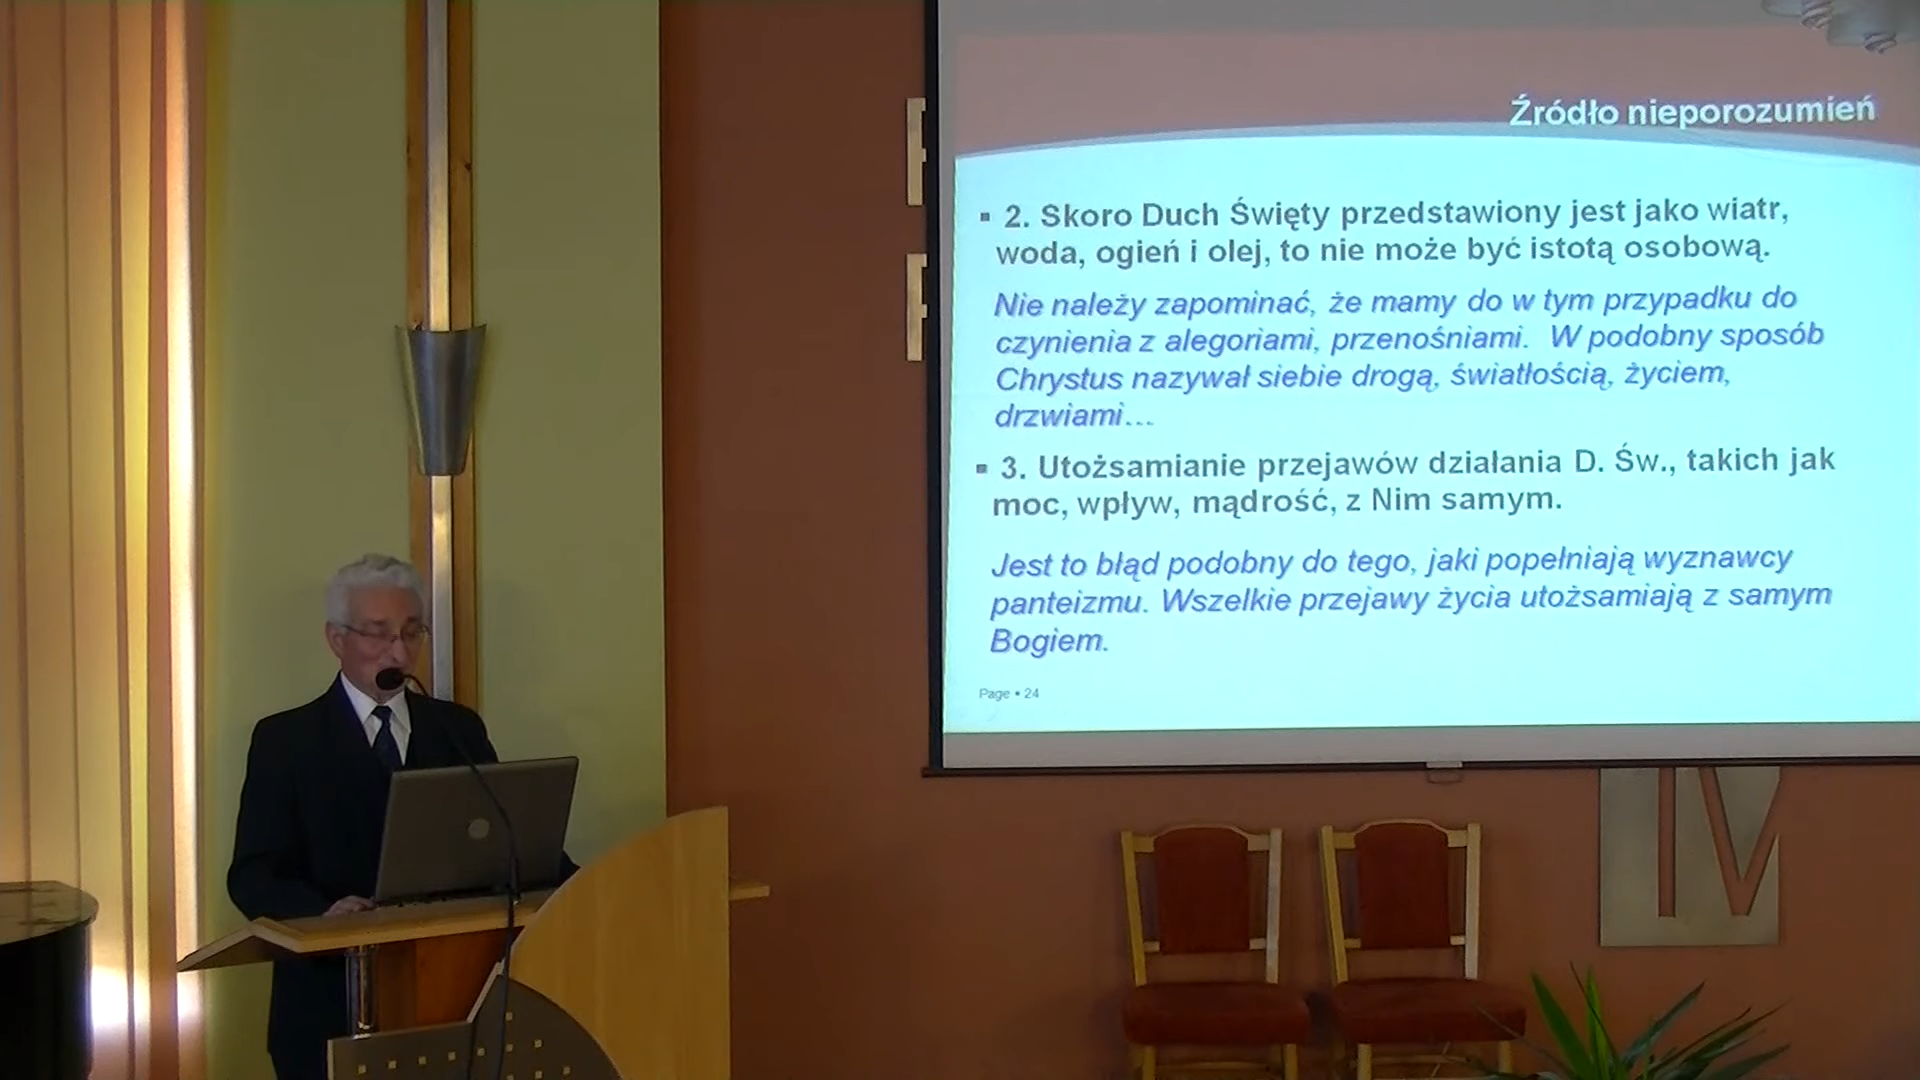 Źródło nieporozumień
▪ 2. Skoro Duch Święty przedstawiony jest jako wiatr,
woda, ogień i olej, to nie może być istotą osobową.
Nie należy zapominać, że mamy do w tym przypadku do
czynienia z alegoriami, przenośniami. W podobny sposób
Chrystus nazywał siebie drogą, światłością, życiem,
drzwiami...
▪ 3. Utożsamianie przejawów działania D. Św., takich jak
moc, wpływ, mądrość, z Nim samym.
Jest to błąd podobny do tego, jaki popełniają wyznawcy
panteizmu. Wszelkie przejawy życia utożsamiają z samym
Bogiem.
Page ▪ 24
IV